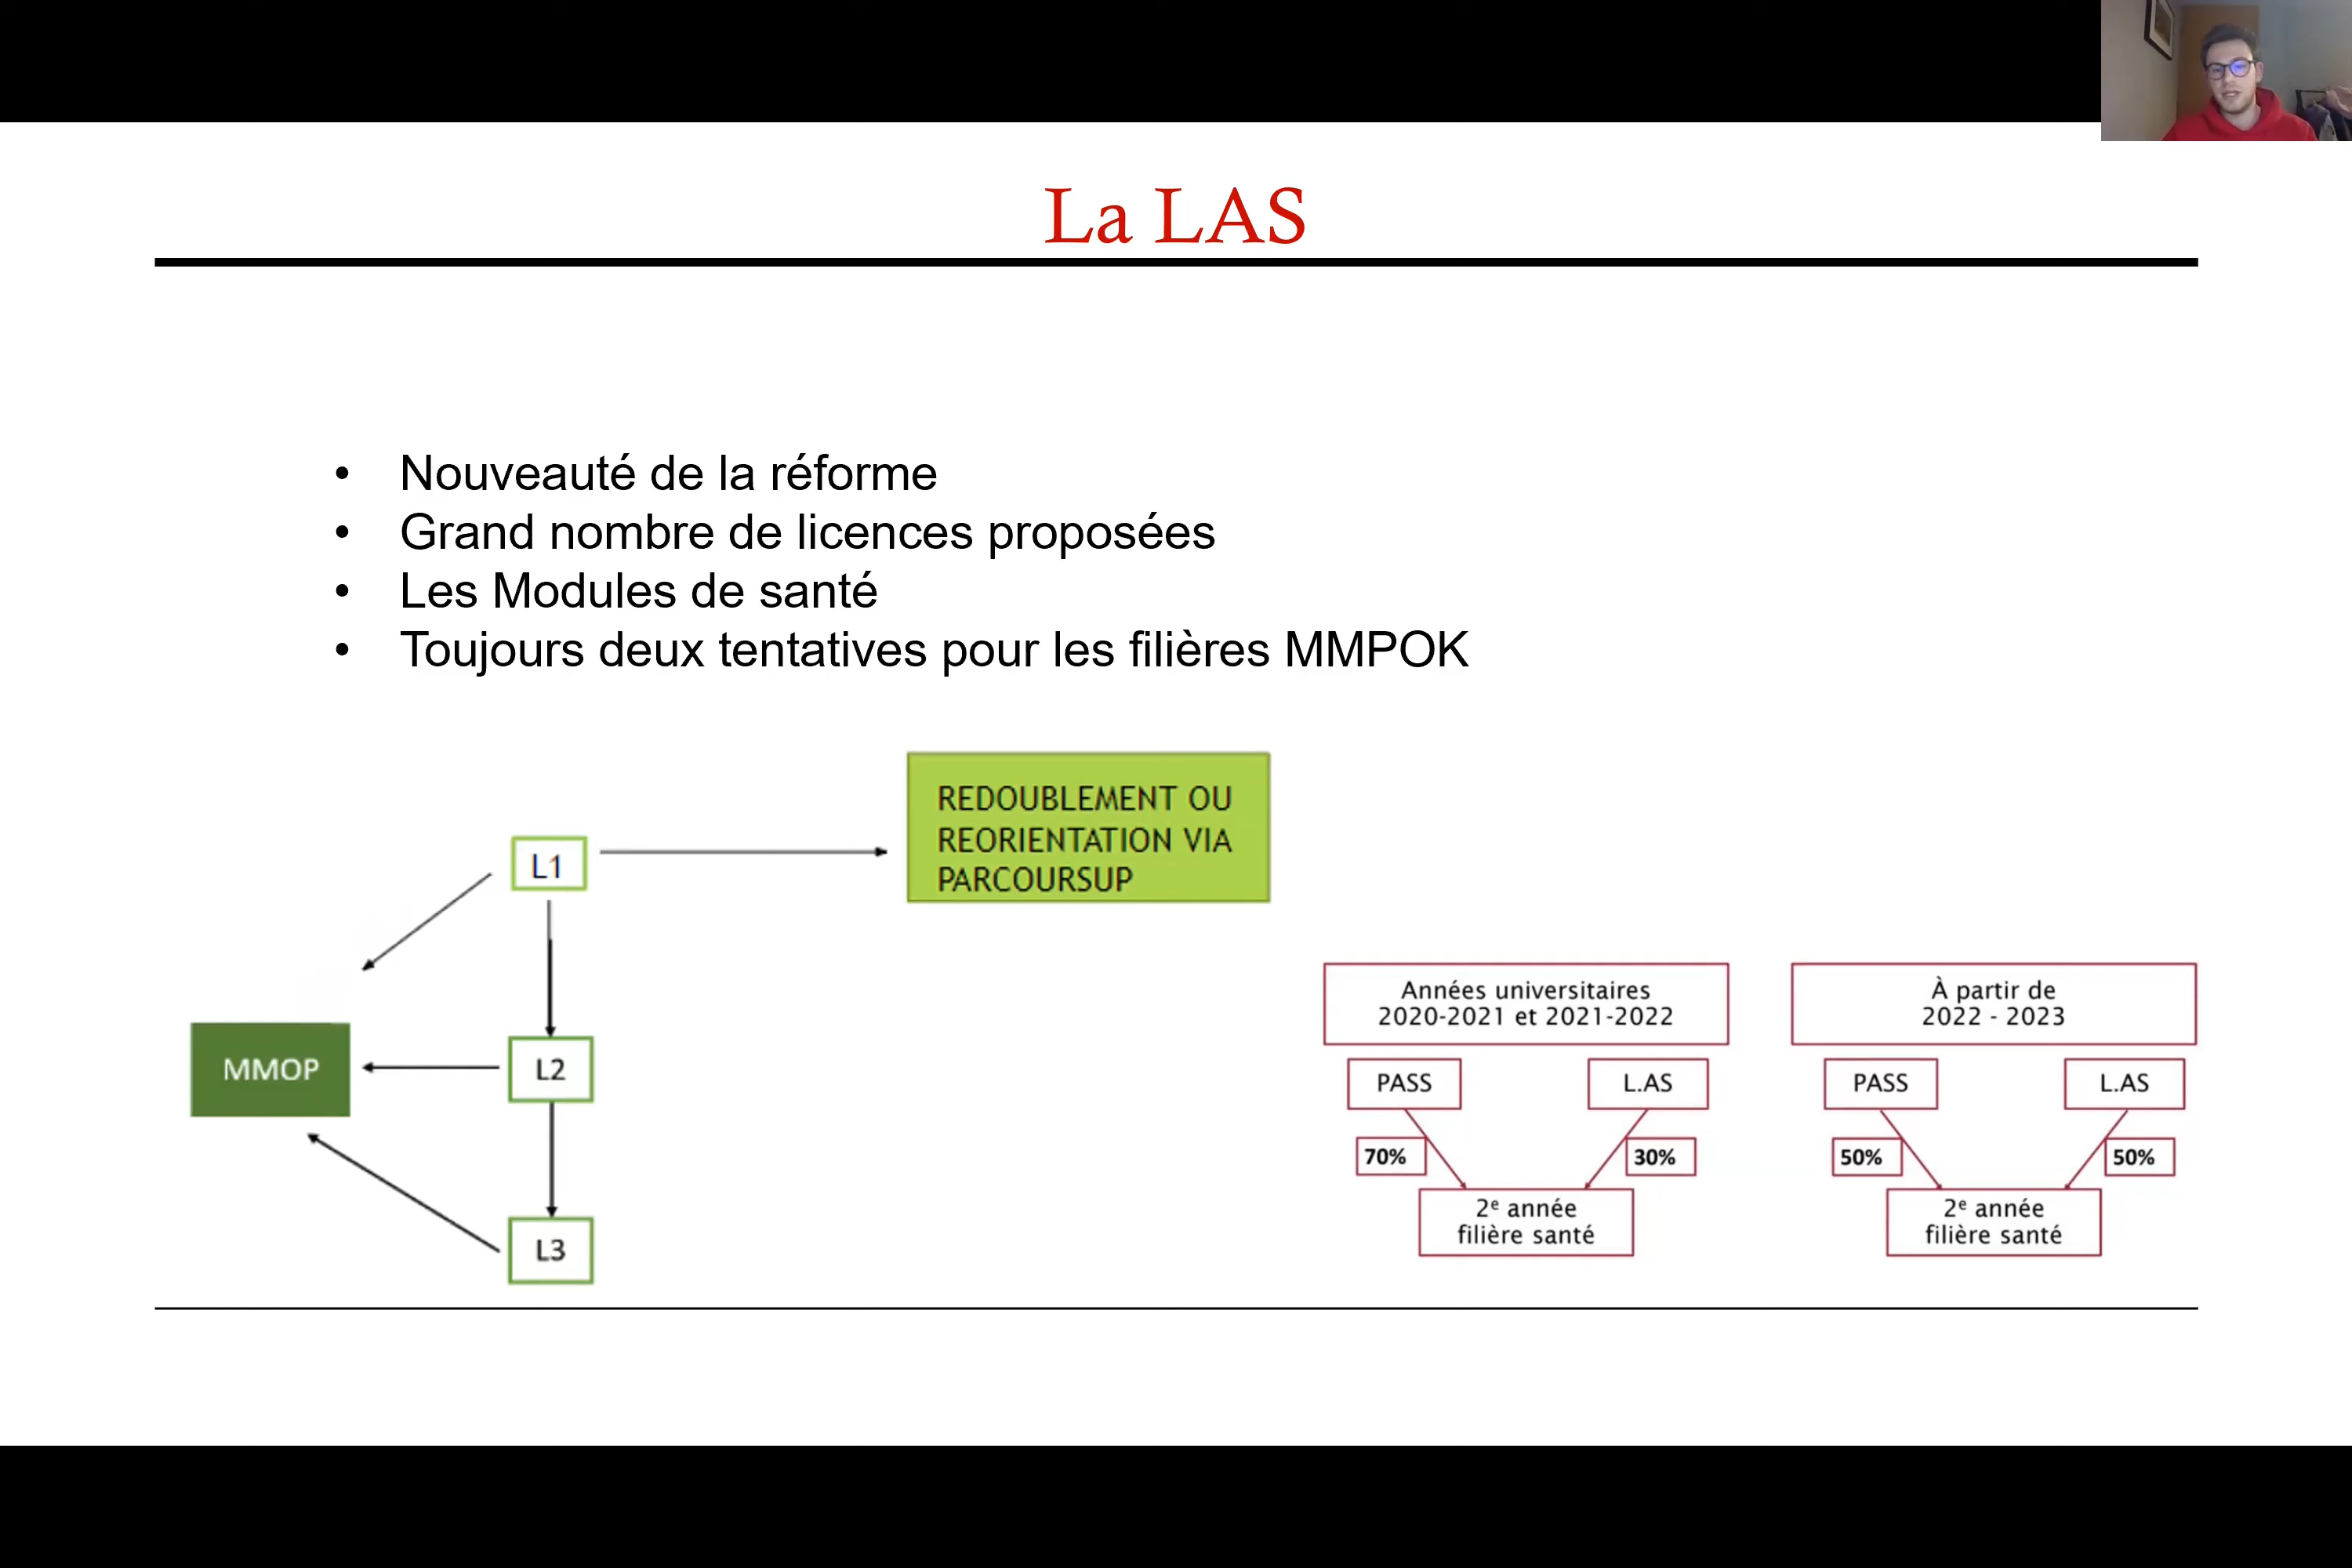 La LAS
• Nouveauté de la réforme
• Grand nombre de licences proposées
• Les Modules de santé
• Toujours deux tentatives pour les filières MMPOK
REDOUBLEMENT OU
REORIENTATION VIA
PARCOURSUP
L1
MMOP
L2
L3
Années universitaires
2020-2021 et 2021-2022
PASS
L.AS
70%
30%
2e année
filière santé
À partir de
2022 - 2023
PASS
L.AS
50%
50%
2e année
filière santé